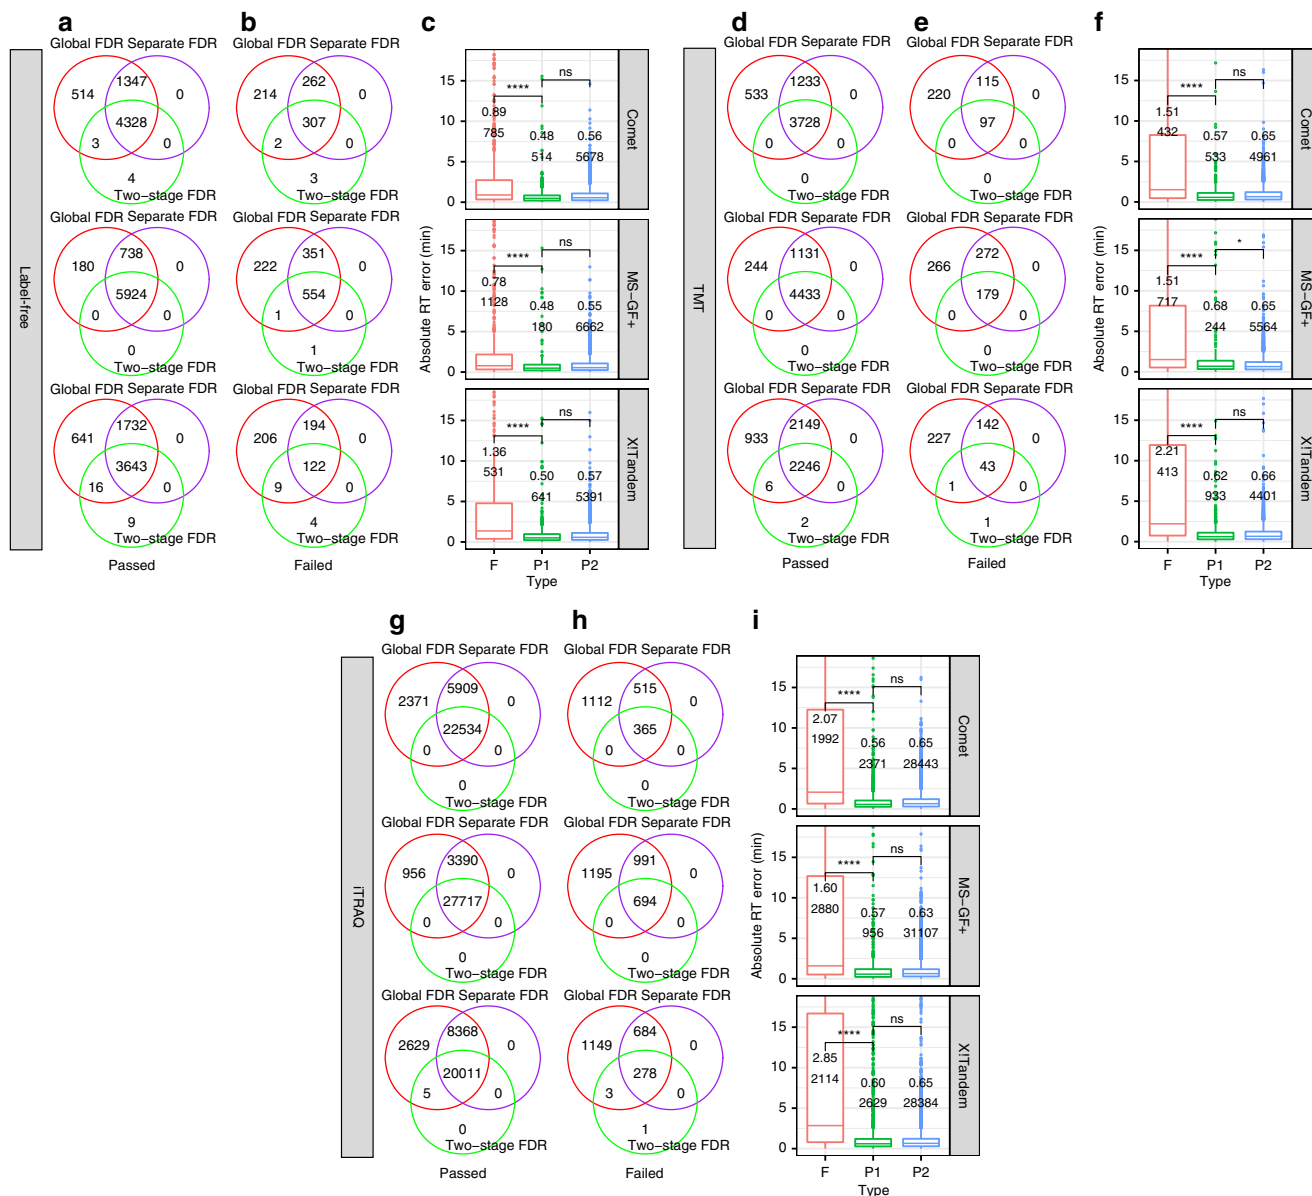 a
b
c
d
e
f
Label-free
Global FDR Separate FDR
514
1347
0
4328
3
0
4
Two-stage FDR
Global FDR Separate FDR
180
738
0
5924
0
0
0
Two-stage FDR
Global FDR Separate FDR
641
1732
0
3643
16
0
9
Two-stage FDR
Passed
Global FDR Separate FDR
214
262
0
307
2
0
3
Two-stage FDR
Global FDR Separate FDR
222
351
0
554
1
0
1
Two-stage FDR
Global FDR Separate FDR
206
194
0
122
9
0
4
Two-stage FDR
Failed
Absolute RT error (min)
15
10
5
0
**** ns
0.89 0.48 0.56
785 514 5678
Comet
15
10
5
0
**** ns
0.78 0.48 0.55
1128 180 6662
MS-GF+
15
10
5
0
**** ns
1.36 0.50 0.57
531 641 5391
X!Tandem
F P1 P2
Type
TMT
Global FDR Separate FDR
533
1233
0
3728
0
0
0
Two-stage FDR
Global FDR Separate FDR
244
1131
0
4433
0
0
0
Two-stage FDR
Global FDR Separate FDR
933
2149
0
2246
6
0
2
Two-stage FDR
Passed
Global FDR Separate FDR
220
115
0
97
0
0
0
Two-stage FDR
Global FDR Separate FDR
266
272
0
179
0
0
0
Two-stage FDR
Global FDR Separate FDR
227
142
0
43
1
0
1
Two-stage FDR
Failed
Absolute RT error (min)
15
10
5
0
**** ns
1.51 0.57 0.65
432 533 4961
Comet
15
10
5
0
**** *
1.51 0.68 0.65
717 244 5564
MS-GF+
15
10
5
0
**** ns
2.21 0.62 0.66
413 933 4401
X!Tandem
F P1 P2
Type
g
h
i
iTRAQ
Global FDR Separate FDR
2371
5909
0
22534
0
0
0
Two-stage FDR
Global FDR Separate FDR
956
3390
0
27717
0
0
0
Two-stage FDR
Global FDR Separate FDR
2629
8368
0
20011
5
0
0
Two-stage FDR
Passed
Global FDR Separate FDR
1112
515
0
365
0
0
0
Two-stage FDR
Global FDR Separate FDR
1195
991
0
694
0
0
0
Two-stage FDR
Global FDR Separate FDR
1149
684
0
278
3
0
1
Two-stage FDR
Failed
Absolute RT error (min)
15
10
5
0
**** ns
2.07 0.56 0.65
1992 2371 28443
Comet
15
10
5
0
**** ns
1.60 0.57 0.63
2880 956 31107
MS-GF+
15
10
5
0
**** ns
2.85 0.60 0.65
2114 2629 28384
X!Tandem
F P1 P2
Type